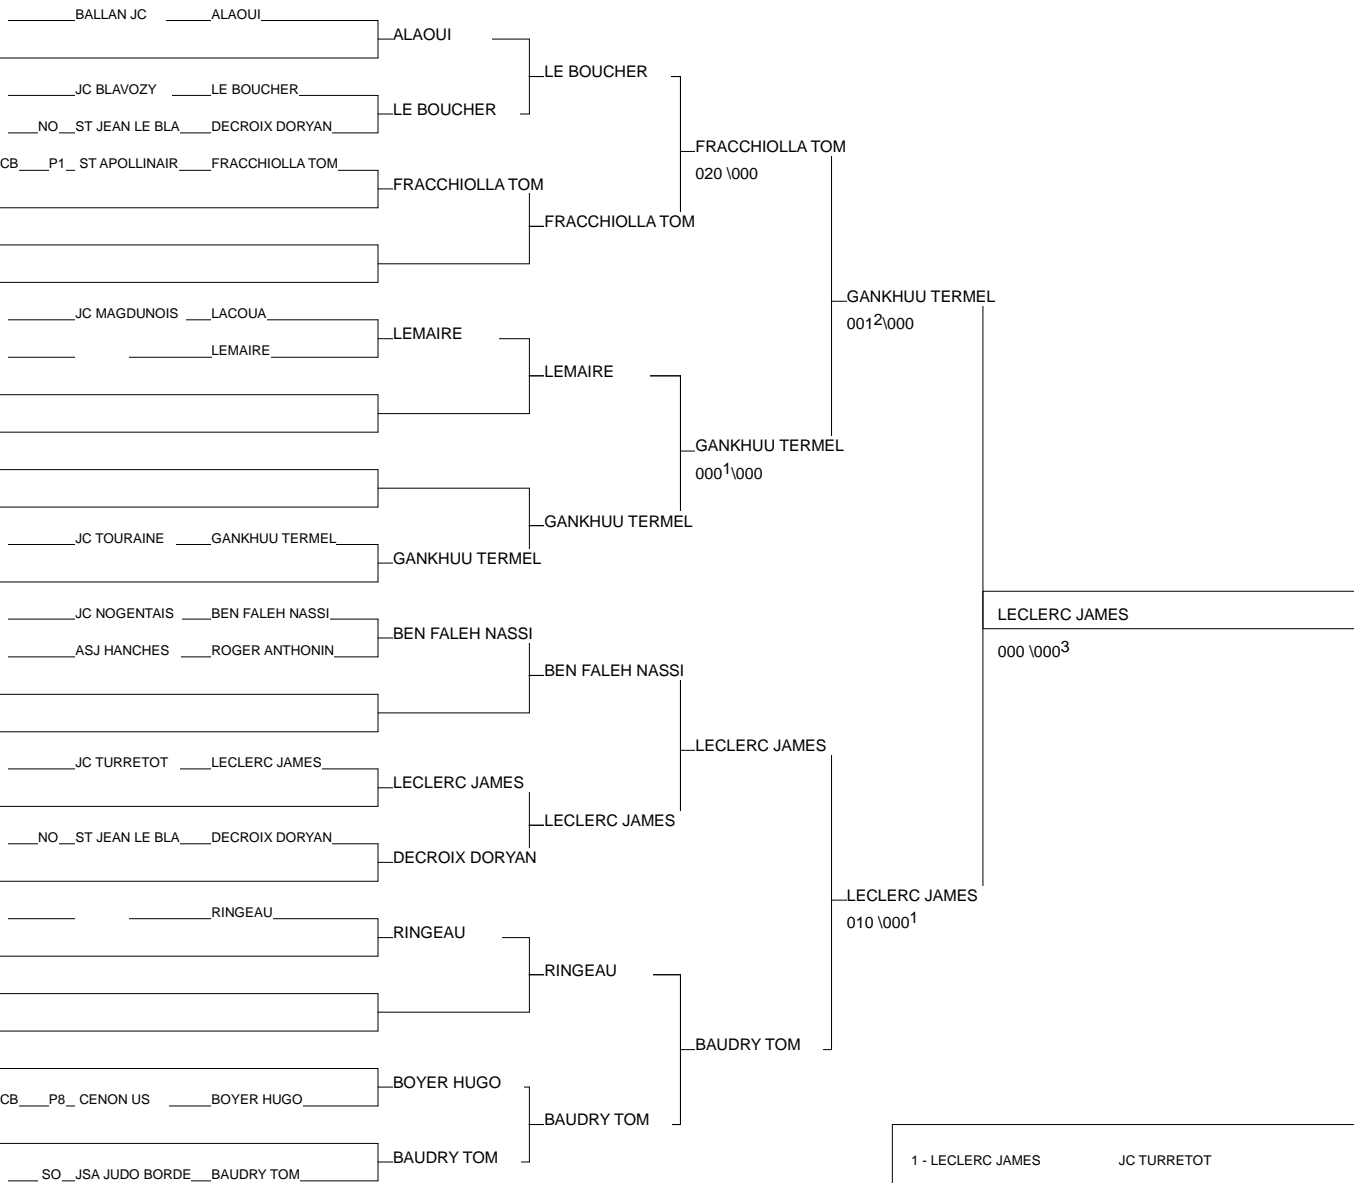 BALLAN JC ALAOUI
ALAOUI
LE BOUCHER
JC BLAVOZY LE BOUCHER
LE BOUCHER
NO ST JEAN LE BLA DECROIX DORYAN
FRACCHIOLLA TOM
020 \000
CB P1 ST APOLLINAIR FRACCHIOLLA TOM
FRACCHIOLLA TOM
FRACCHIOLLA TOM
GANKHUU TERMEL
001²\000
JC MAGDUNOIS LACOUA
LEMAIRE
LEMAIRE
LEMAIRE
GANKHUU TERMEL
000¹\000
GANKHUU TERMEL
JC TOURAINE GANKHUU TERMEL
GANKHUU TERMEL
JC NOGENTAIS BEN FALEH NASSI
LECLERC JAMES
000 \000³
BEN FALEH NASSI
ASJ HANCHES ROGER ANTHONIN
BEN FALEH NASSI
LECLERC JAMES
JC TURRETOT LECLERC JAMES
LECLERC JAMES
LECLERC JAMES
NO ST JEAN LE BLA DECROIX DORYAN
DECROIX DORYAN
LECLERC JAMES
010 \000¹
RINGEAU
RINGEAU
RINGEAU
BAUDRY TOM
BOYER HUGO
CB P8 CENON US BOYER HUGO
BAUDRY TOM
BAUDRY TOM
SO JSA JUDO BORDE BAUDRY TOM
1 - LECLERC JAMES JC TURRETOT